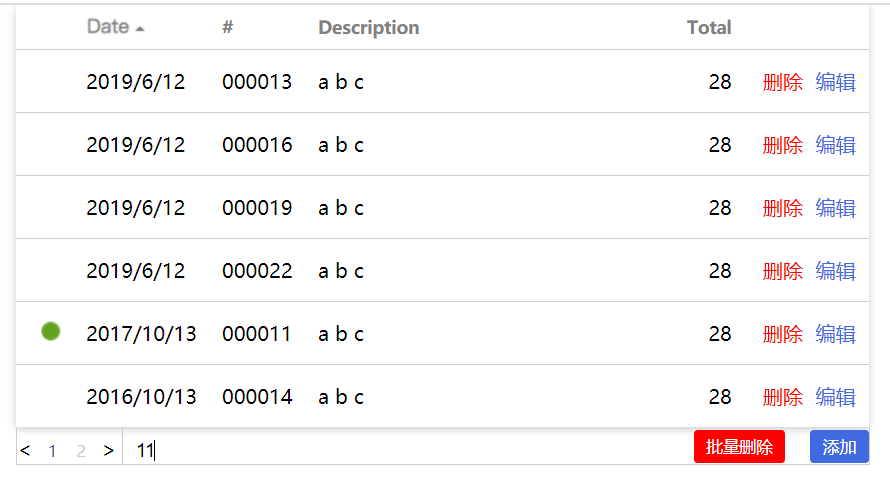 Date # Description Total
2019/6/12 000013 a b c 28 删除 编辑
2019/6/12 000016 a b c 28 删除 编辑
2019/6/12 000019 a b c 28 删除 编辑
2019/6/12 000022 a b c 28 删除 编辑
2017/10/13 000011 a b c 28 删除 编辑
2016/10/13 000014 a b c 28 删除 编辑
< 1 2 > 11 批量删除 添加